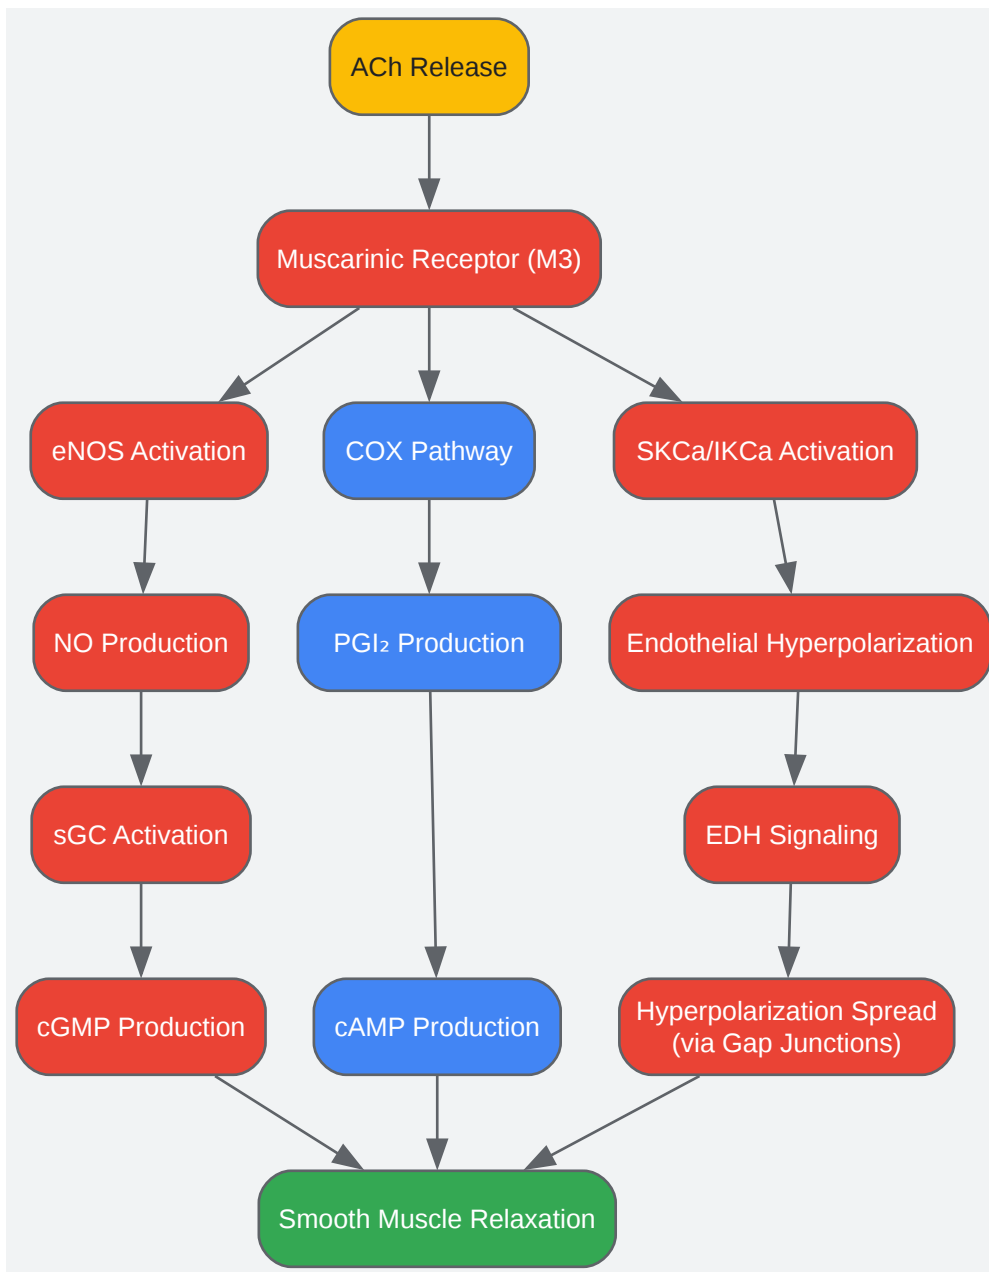 ACh Release
Muscarinic Receptor (M3)
eNOS Activation
COX Pathway
SKCa/IKCa Activation
NO Production
PGI₂ Production
Endothelial Hyperpolarization
sGC Activation
EDH Signaling
cGMP Production
cAMP Production
Hyperpolarization Spread
(via Gap Junctions)
Smooth Muscle Relaxation